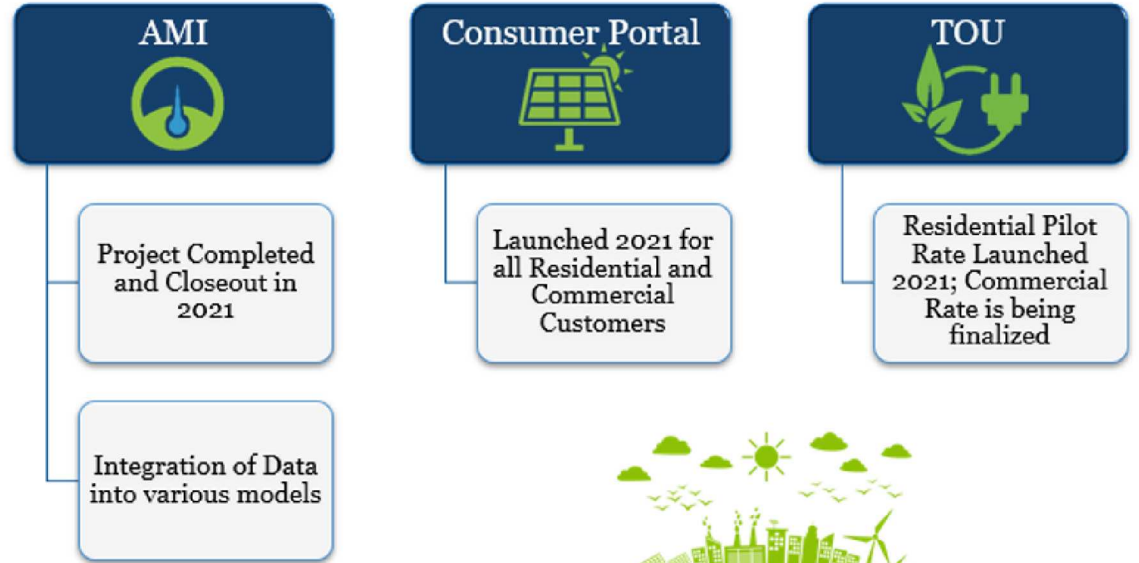 AMI
Project Completed
and Closeout in
2021
Integration of Data
into various models
Consumer Portal
Launched 2021 for
all Residential and
Commercial
Customers
TOU
Residential Pilot
Rate Launched
2021; Commercial
Rate is being
finalized